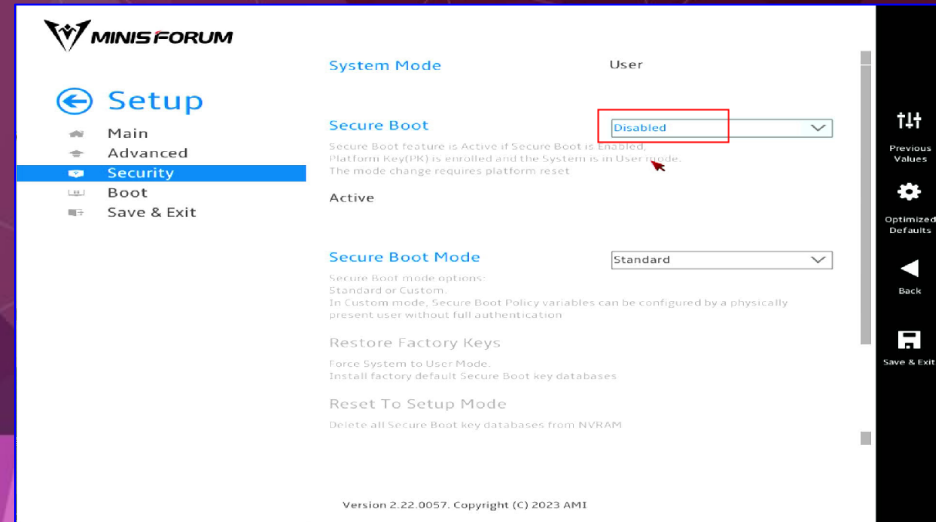 MINISFORUM
Setup
Main
Advanced
Security
Boot
Save & Exit
System Mode User
Secure Boot Disabled
Secure Boot feature is Active if Secure Boot is Enabled,
Platform Key(PK) is enrolled and the System is in User mode.
The mode change requires platform reset
Active
Secure Boot Mode Standard
Secure Boot mode options:
Standard or Custom.
In Custom mode, Secure Boot Policy variables can be configured by a physically
present user without full authentication
Restore Factory Keys
Force System to User Mode.
Install factory default Secure Boot key databases
Reset To Setup Mode
Delete all Secure Boot key databases from NVRAM
Version 2.22.0057. Copyright (C) 2023 AMI
Previous
Values
Optimized
Defaults
Back
Save & Exit